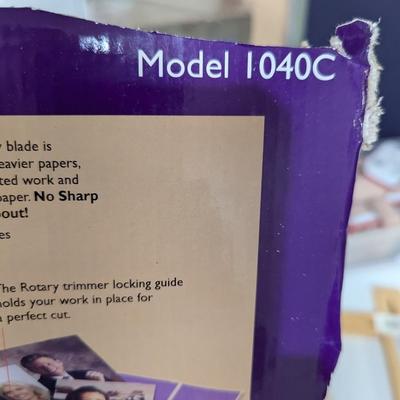 Model 1040C
blade is
eavier papers,
ted work and
paper. No Sharp
out!
es
The Rotary trimmer locking guide
holds your work in place for
a perfect cut.